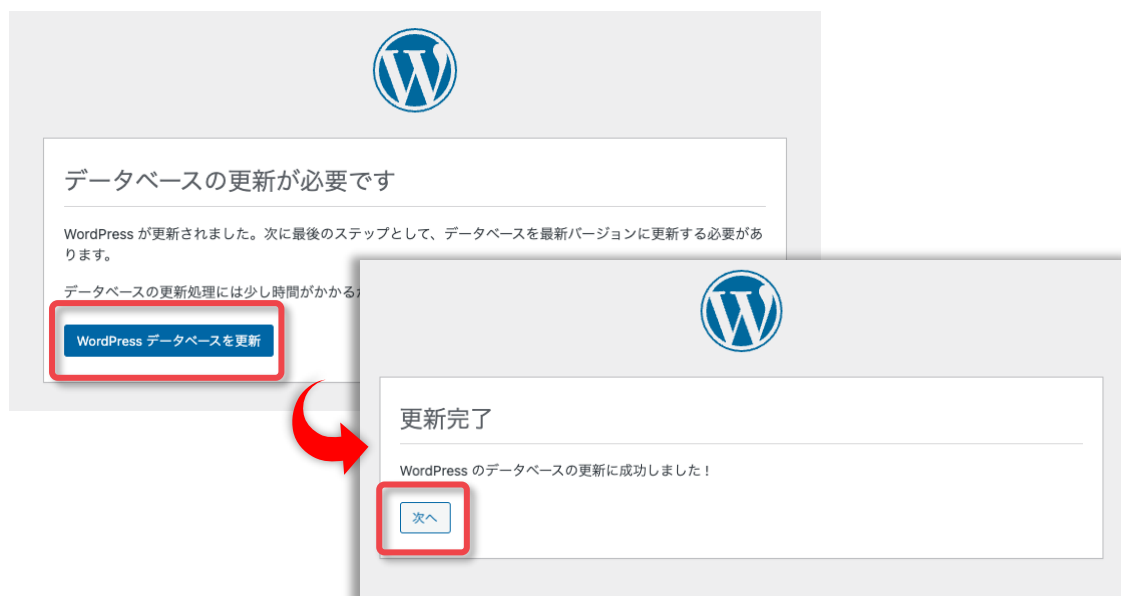 データベースの更新が必要です
WordPress が更新されました。次に最後のステップとして、データベースを最新バージョンに更新する必要があ
ります。
データベースの更新処理には少し時間がかかる
WordPress データベースを更新
更新完了
WordPress のデータベースの更新に成功しました !
次へ